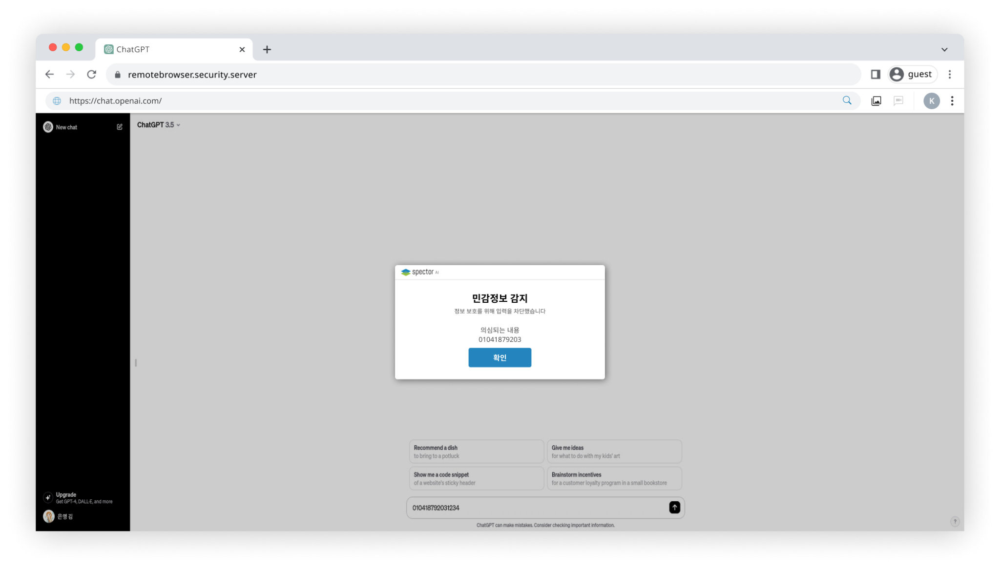 ChatGPT
remotebrowser.security.server
guest
https://chat.openai.com/
K
New chat
ChatGPT 3.5
spector AI
민감정보 감지
정보 보호를 위해 입력을 차단했습니다
의심되는 내용
01041879203
확인
Recommend a dish
to bring to a potluck
Give me ideas
for what to do with my kids' art
Show me a code snippet
of a website's sticky header
Brainstorm incentives
for a customer loyalty program in a small bookstore
Upgrade
Get GPT-4, DALL·E, and more
은영 김
010418792031234
ChatGPT can make mistakes. Consider checking important information.
?